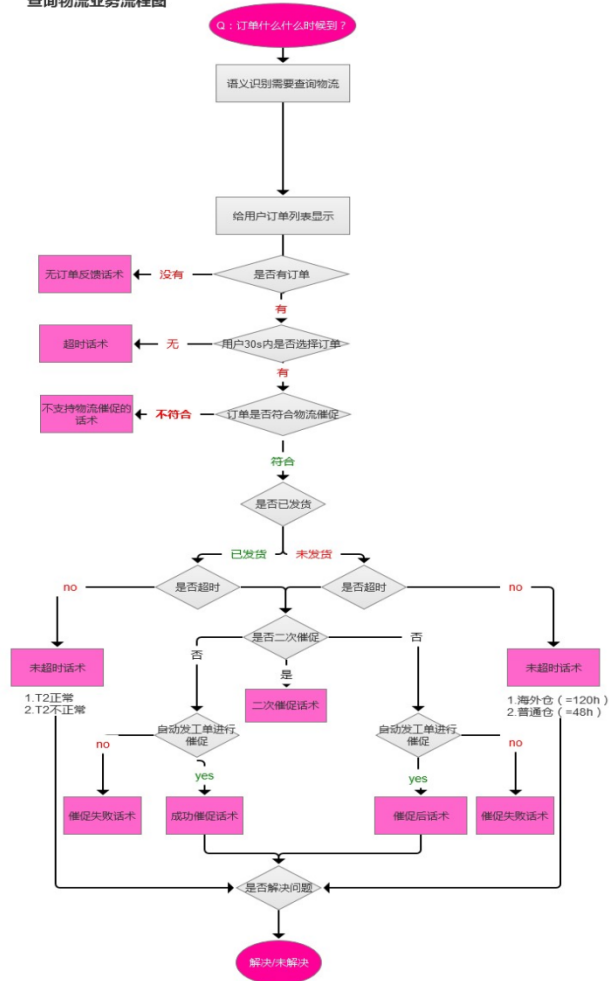 查询物流业务流程图
Q：订单什么什么时候到？
语义识别需要查询物流
给用户订单列表显示
无订单反馈话术
没有
是否有订单
有
超时话术
无
用户30s内是否选择订单
有
不支持物流催促的
话术
不符合
订单是否符合物流催促
符合
是否已发货
已发货
未发货
no
是否超时
是否超时
no
未超时话术
1.T2正常
2.T2不正常
否
是否二次催促
否
是
二次催促话术
未超时话术
1.海外仓（=120h）
2.普通仓（=48h）
no
自动发工单进行
催促
yes
自动发工单进行
催促
yes
no
催促失败话术
成功催促话术
催促后话术
催促失败话术
是否解决问题
解决/未解决